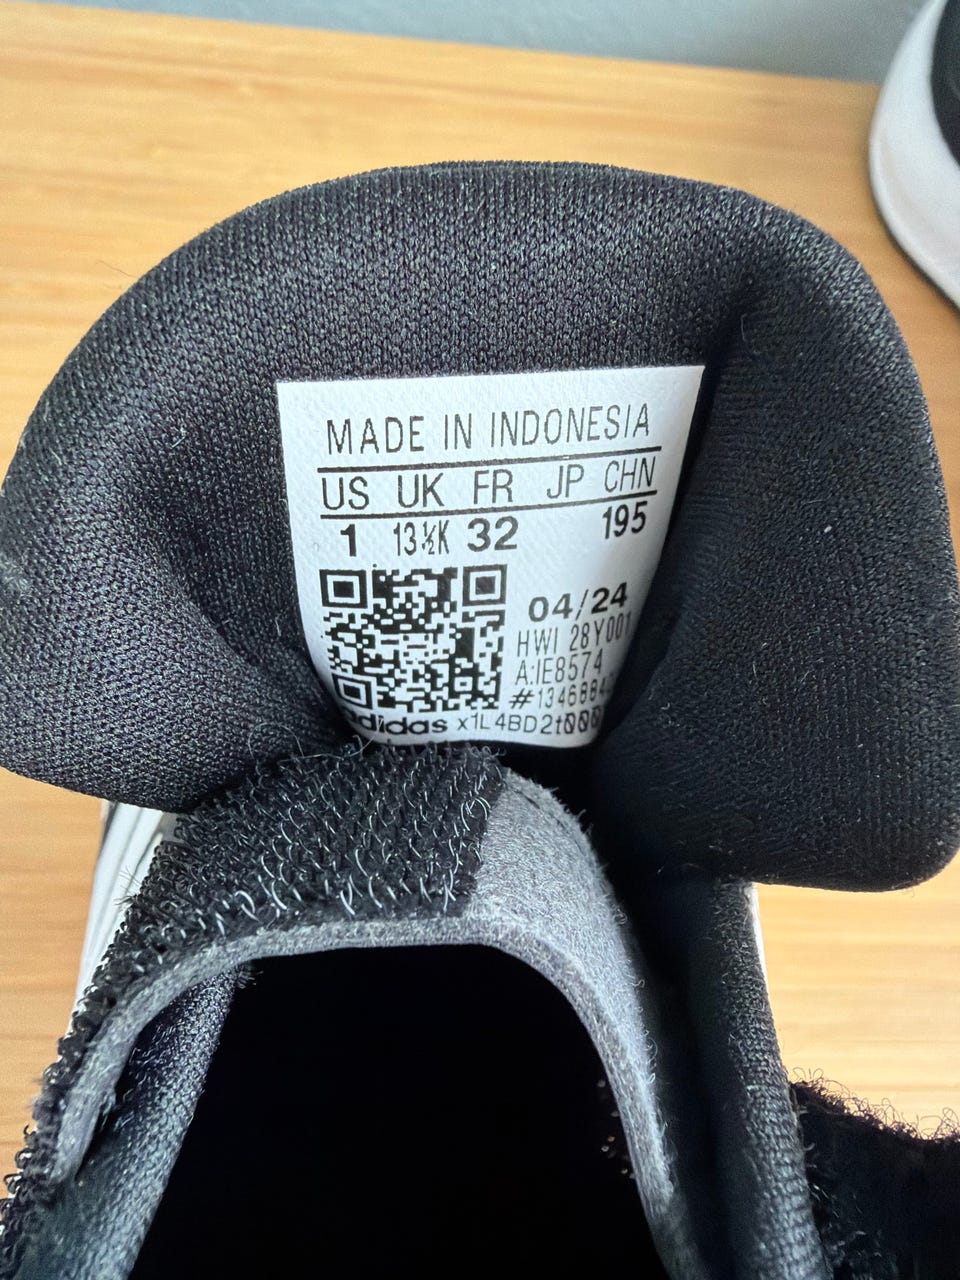 MADE IN INDONESIA
US UK FR JP CHN
1 13½K 32 195
04/24
HWI 28Y001
A:IE8574
adidas